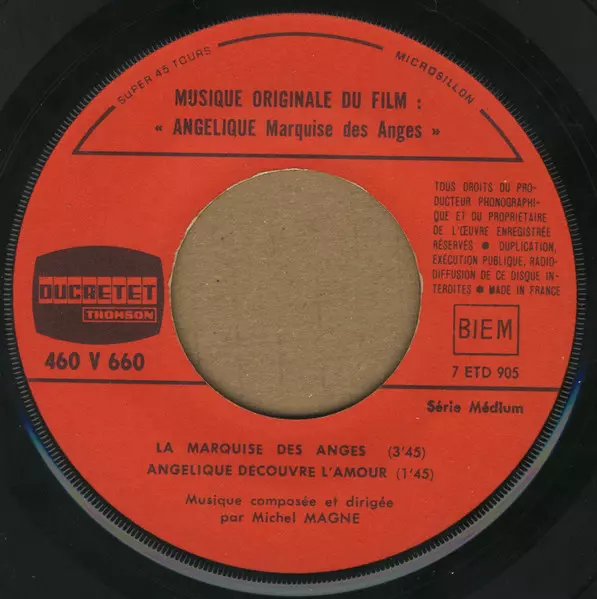 SUPER 45 TOURS
MICROSILLON
MUSIQUE ORIGINALE DU FILM :
« ANGELIQUE Marquise des Anges »
TOUS DROITS DU PRO-
DUCTEUR PHONOGRAPHI-
QUE ET DU PROPRIÉTAIRE
DE L'ŒUVRE ENREGISTRÉE
RÉSERVÉS ● DUPLICATION,
EXÉCUTION PUBLIQUE, RADIO-
DIFFUSION DE CE DISQUE IN-
TERDITES ● MADE IN FRANCE
DUCRETET
THOMSON
460 V 660
BIEM
7 ETD 905
Série Médium
LA MARQUISE DES ANGES (3'45)
ANGELIQUE DÉCOUVRE L'AMOUR (1'45)
Musique composée et dirigée
par Michel MAGNE